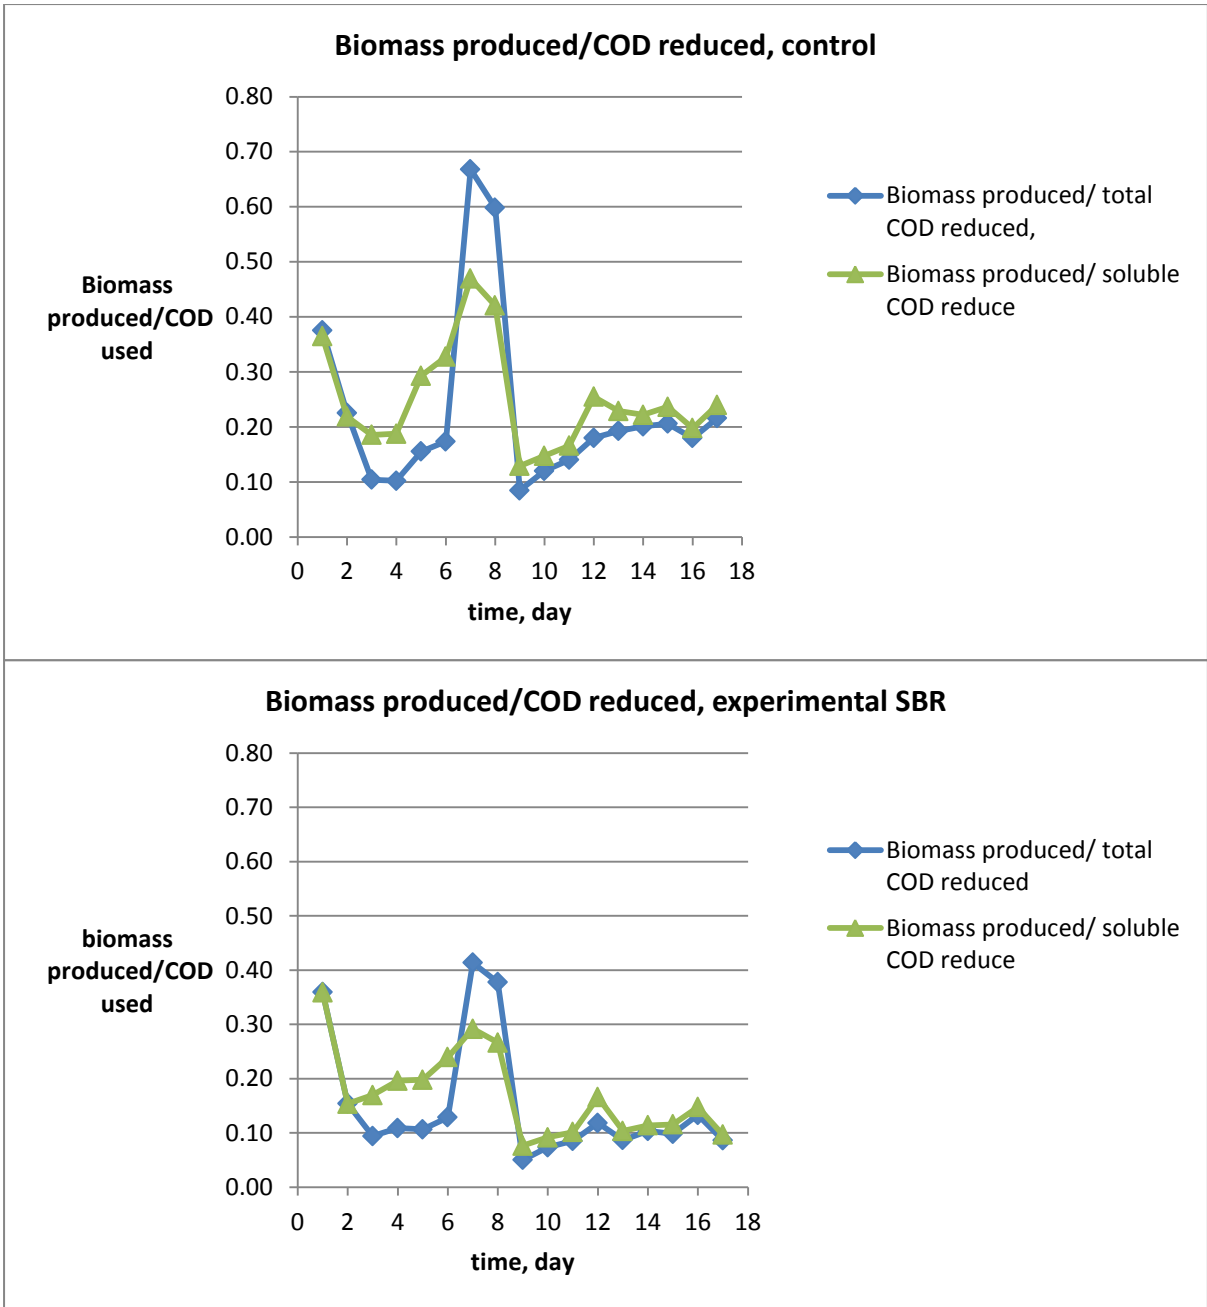 Biomass produced/COD reduced, control
0.80
0.70
0.60
0.50
0.40
0.30
0.20
0.10
0.00
Biomass
produced/COD
used
0 2 4 6 8 10 12 14 16 18
time, day
Biomass produced/ total
COD reduced,
Biomass produced/ soluble
COD reduce
Biomass produced/COD reduced, experimental SBR
0.80
0.70
0.60
0.50
0.40
0.30
0.20
0.10
0.00
biomass
produced/COD
used
0 2 4 6 8 10 12 14 16 18
time, day
Biomass produced/ total
COD reduced
Biomass produced/ soluble
COD reduce